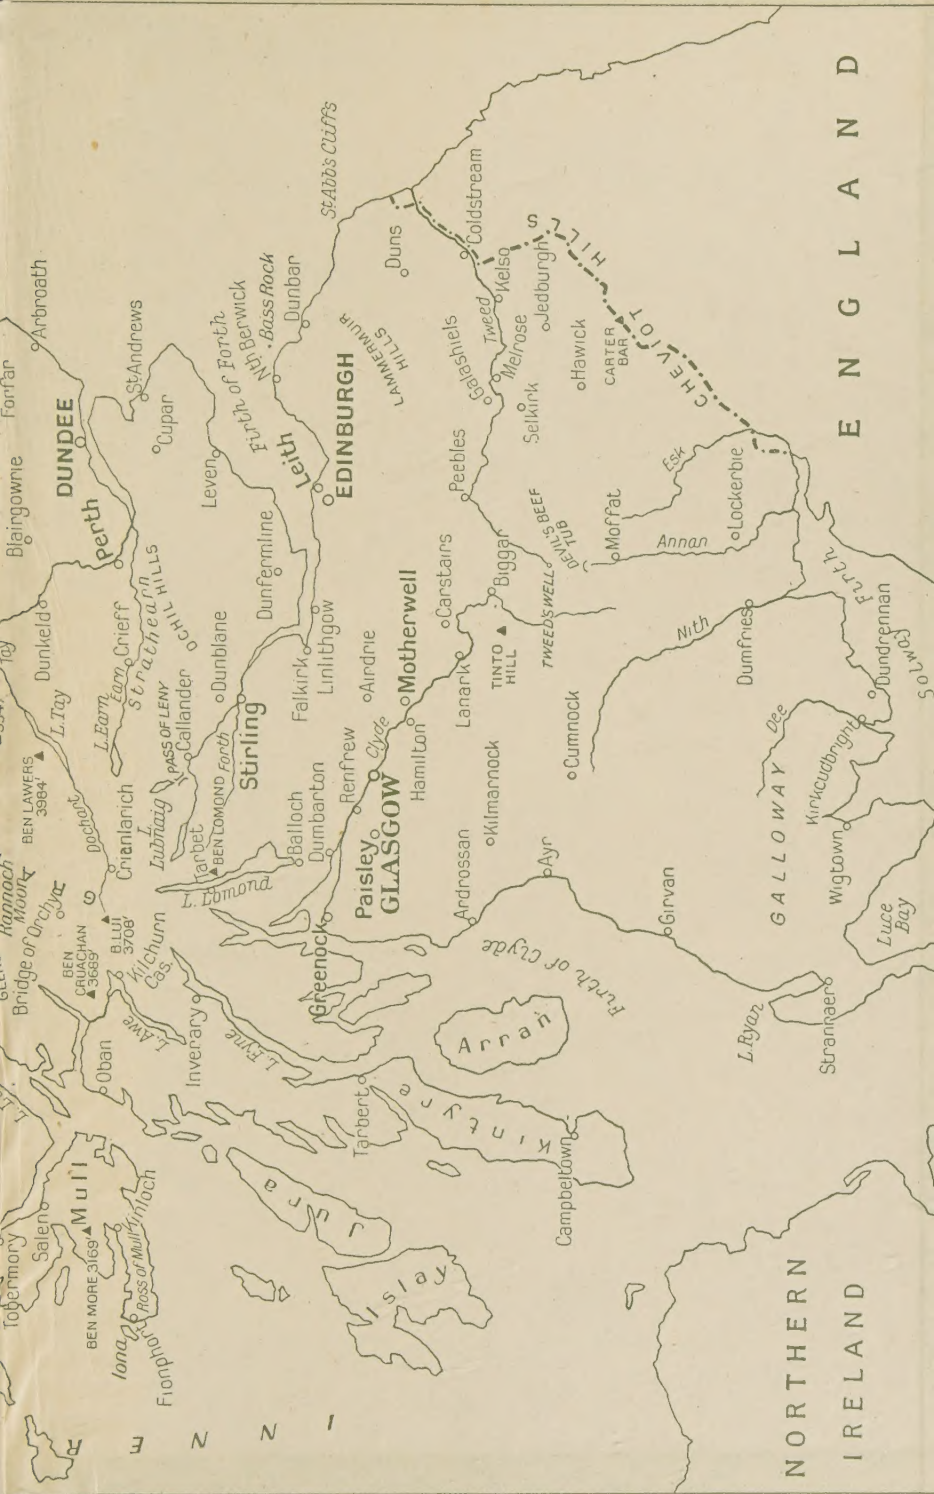 Tobermory
Salen
Mull
BEN MORE 3169'
Iona
Ross of Mull
Kinloch
Fionphort
I N N E R
Oban
L. Awe
BEN
CRUACHAN
3689'
B. LUI
3708'
Kilchurn
Cas.
Bridge of Orchy
Rannoch
Moor
Inverary
L. Fyne
Tarbert
Jura
Islay
Kintyre
Campbeltown
Arran
Firth of Clyde
Greenock
Crianlarich
Dochart
BEN LAWERS
3984'
L. Tay
Tay
Dunkeld
Blairgowrie
Forfar
Arbroath
DUNDEE
Perth
St Andrews
Cupar
L. Earn
Earn
Crieff
Strathearn
OCHIL HILLS
L.
Lubnaig
PASS OF LENY
Callander
Dunblane
Tarbet
BEN LOMOND
Forth
Stirling
L. Lomond
Balloch
Dumbarton
Renfrew
Paisley
GLASGOW
Clyde
Hamilton
Motherwell
Airdrie
Falkirk
Linlithgow
Dunfermline
Leven
Firth of Forth
Nth Berwick
Bass Rock
Dunbar
Leith
EDINBURGH
St Abb's Cliffs
LAMMERMUIR
HILLS
Duns
Coldstream
Kelso
Tweed
Galashiels
Melrose
Selkirk
Jedburgh
Hawick
CARTER
BAR
CHEVIOT HILLS
Peebles
Carstairs
Lanark
Biggar
TINTO
HILL
TWEED'S WELL
DEVIL'S BEEF
TUB
Moffat
Esk
Annan
Lockerbie
Ardrossan
Kilmarnock
Cumnock
Ayr
Girvan
Nith
Dumfries
Dee
GALLOWAY
Kirkcudbright
Dundrennan
Solway
Firth
Wigtown
Luce
Bay
L. Ryan
Stranraer
NORTHERN
IRELAND
ENGLAND